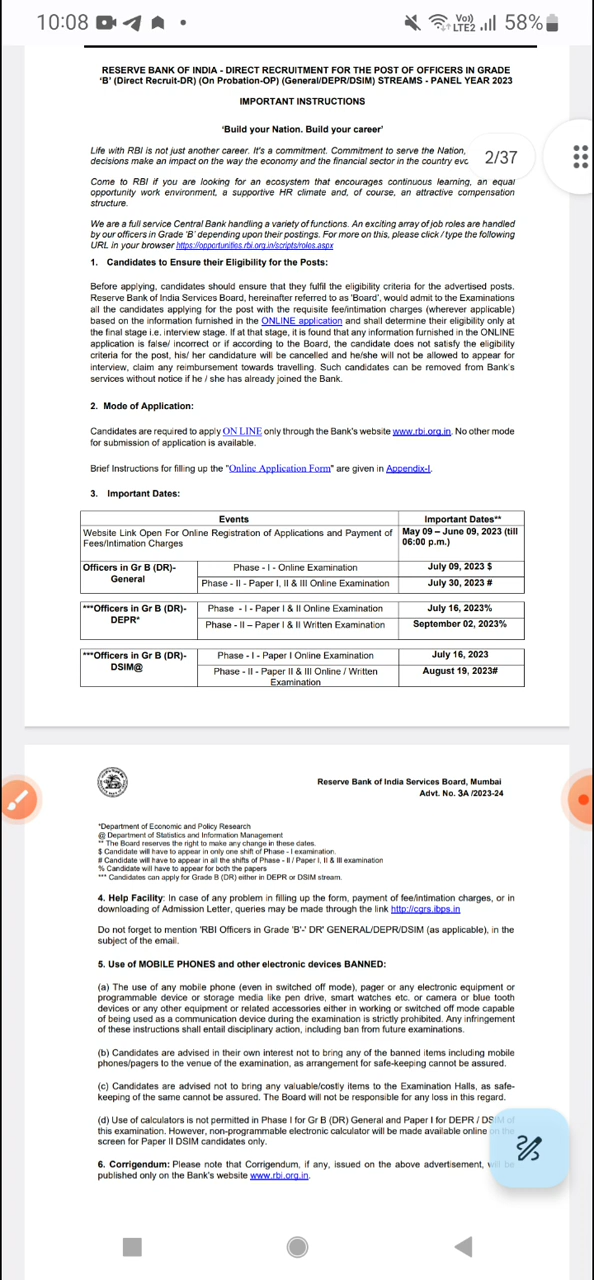 10:08
Vo)) LTE2 58%
RESERVE BANK OF INDIA - DIRECT RECRUITMENT FOR THE POST OF OFFICERS IN GRADE
'B' (Direct Recruit-DR) (On Probation-OP) (General/DEPR/DSIM) STREAMS - PANEL YEAR 2023
IMPORTANT INSTRUCTIONS
'Build your Nation. Build your career'
Life with RBI is not just another career. It's a commitment. Commitment to serve the Nation,
decisions make an impact on the way the economy and the financial sector in the country
2/37
Come to RBI if you are looking for an ecosystem that encourages continuous learning, an equal
opportunity work environment, a supportive HR climate and, of course, an attractive compensation
structure.
We are a full service Central Bank handling a variety of functions. An exciting array of job roles are handled
by our officers in Grade 'B' depending upon their postings. For more on this, please click / type the following
URL in your browser https://opportunities.rbi.org.in/scripts/roles.aspx
1. Candidates to Ensure their Eligibility for the Posts:
Before applying, candidates should ensure that they fulfil the eligibility criteria for the advertised posts.
Reserve Bank of India Services Board, hereinafter referred to as 'Board', would admit to the Examinations
all the candidates applying for the post with the requisite fee/intimation charges (wherever applicable)
based on the information furnished in the ONLINE application and shall determine their eligibility only at
the final stage i.e. interview stage. If at that stage, it is found that any information furnished in the ONLINE
application is false/ incorrect or if according to the Board, the candidate does not satisfy the eligibility
criteria for the post, his/ her candidature will be cancelled and he/she will not be allowed to appear for
interview, claim any reimbursement towards travelling. Such candidates can be removed from Bank's
services without notice if he / she has already joined the Bank.
2. Mode of Application:
Candidates are required to apply ON LINE only through the Bank's website www.rbi.org.in. No other mode
for submission of application is available.
Brief Instructions for filling up the "Online Application Form" are given in Appendix-I.
3. Important Dates:
Events Important Dates**
Website Link Open For Online Registration of Applications and Payment of May 09 – June 09, 2023 (till
Fees/Intimation Charges 06:00 p.m.)
Officers in Gr B (DR)- Phase - I - Online Examination July 09, 2023 $
General Phase - II - Paper I, II & III Online Examination July 30, 2023 #
***Officers in Gr B (DR)- Phase - I - Paper I & II Online Examination July 16, 2023%
DEPR* Phase - II – Paper I & II Written Examination September 02, 2023%
***Officers in Gr B (DR)- Phase - I - Paper I Online Examination July 16, 2023
DSIM@ Phase - II - Paper II & III Online / Written August 19, 2023#
Examination
Reserve Bank of India Services Board, Mumbai
Advt. No. 3A /2023-24
*Department of Economic and Policy Research
@ Department of Statistics and Information Management
** The Board reserves the right to make any change in these dates.
$ Candidate will have to appear in only one shift of Phase - I examination.
# Candidate will have to appear in all the shifts of Phase - II / Paper I, II & III examination
% Candidate will have to appear for both the papers
*** Candidates can apply for Grade B (DR) either in DEPR or DSIM stream.
4. Help Facility: In case of any problem in filling up the form, payment of fee/intimation charges, or in
downloading of Admission Letter, queries may be made through the link http://cgrs.ibps.in
Do not forget to mention 'RBI Officers in Grade 'B'-' DR' GENERAL/DEPR/DSIM (as applicable), in the
subject of the email.
5. Use of MOBILE PHONES and other electronic devices BANNED:
(a) The use of any mobile phone (even in switched off mode), pager or any electronic equipment or
programmable device or storage media like pen drive, smart watches etc. or camera or blue tooth
devices or any other equipment or related accessories either in working or switched off mode capable
of being used as a communication device during the examination is strictly prohibited. Any infringement
of these instructions shall entail disciplinary action, including ban from future examinations.
(b) Candidates are advised in their own interest not to bring any of the banned items including mobile
phones/pagers to the venue of the examination, as arrangement for safe-keeping cannot be assured.
(c) Candidates are advised not to bring any valuable/costly items to the Examination Halls, as safe-
keeping of the same cannot be assured. The Board will not be responsible for any loss in this regard.
(d) Use of calculators is not permitted in Phase I for Gr B (DR) General and Paper I for DEPR / DSIM of
this examination. However, non-programmable electronic calculator will be made available online on the
screen for Paper II DSIM candidates only.
6. Corrigendum: Please note that Corrigendum, if any, issued on the above advertisement, will be
published only on the Bank's website www.rbi.org.in.